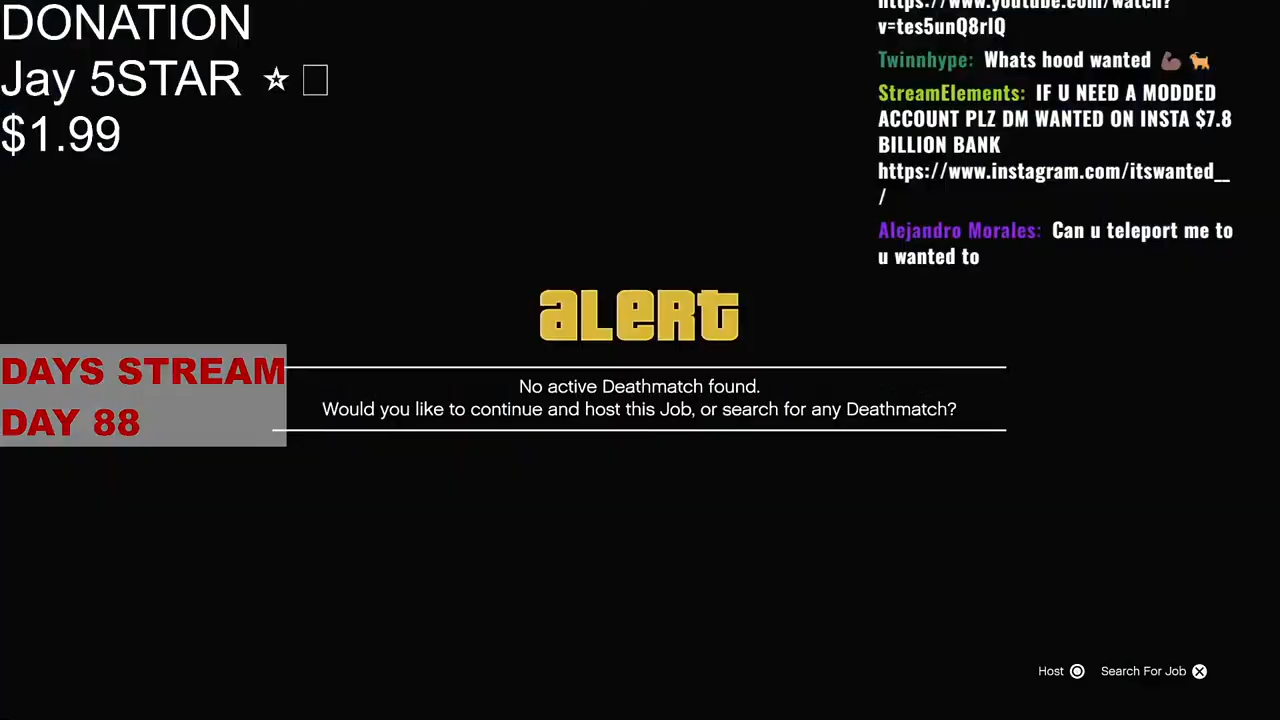 DONATION
Jay 5STAR ☆
$1.99
https://www.youtube.com/watch?
v=tes5unQ8rIQ
Twinnhype: Whats hood wanted 💪🏾 🐕
StreamElements: IF U NEED A MODDED
ACCOUNT PLZ DM WANTED ON INSTA $7.8
BILLION BANK
https://www.instagram.com/itswanted__
/
Alejandro Morales: Can u teleport me to
u wanted to
alert
DAYS STREAM
DAY 88
No active Deathmatch found.
Would you like to continue and host this Job, or search for any Deathmatch?
Host Search For Job